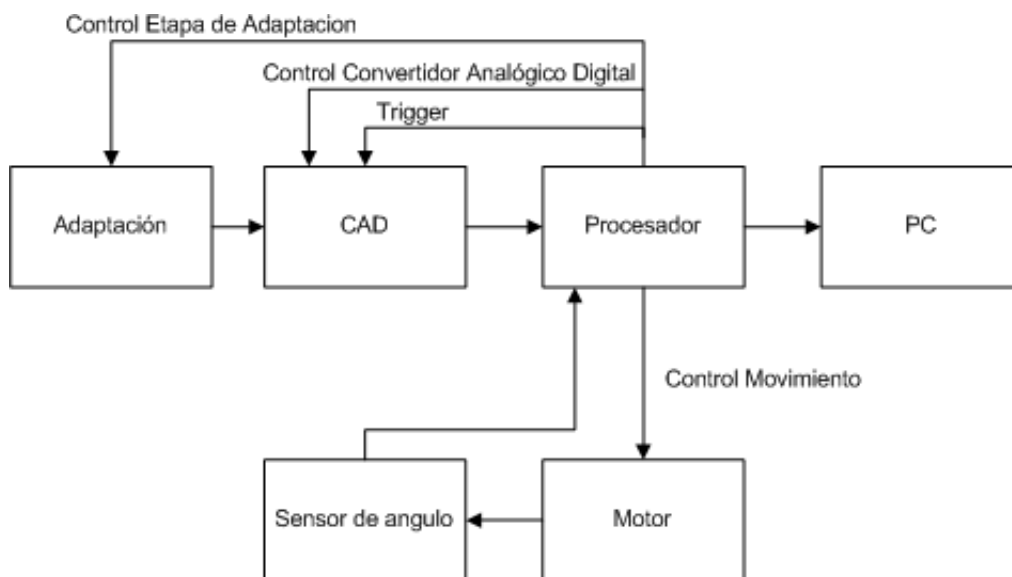 Control Etapa de Adaptacion
Control Convertidor Analógico Digital
Trigger
Adaptación
CAD
Procesador
PC
Control Movimiento
Sensor de angulo
Motor